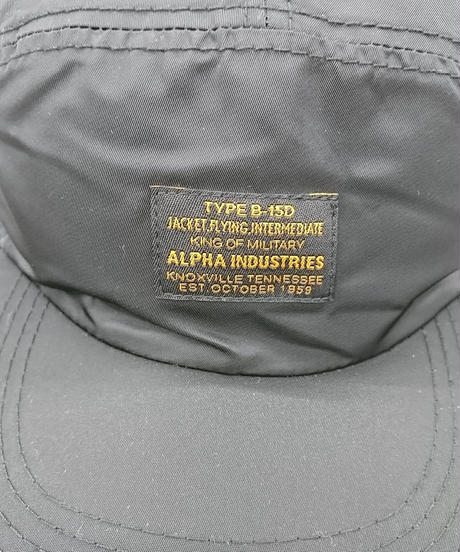 TYPE B-15D
JACKET,FLYING,INTERMEDIATE
KING OF MILITARY
ALPHA INDUSTRIES
KNOXVILLE TENNESSEE
EST. OCTOBER 1959